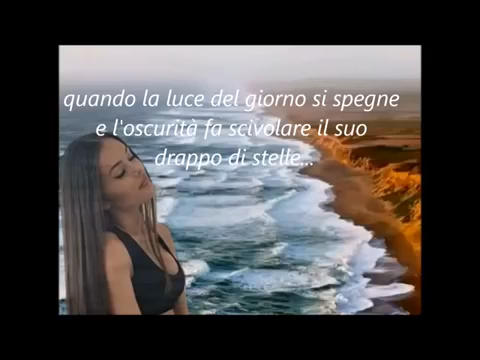 quando la luce del giorno si spegne
e l'oscurità fa scivolare il suo
drappo di stelle...